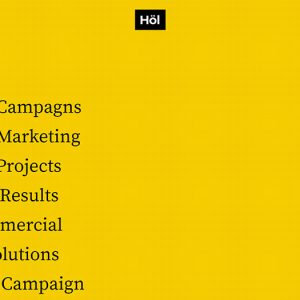 Höl
Campagns
Marketing
Projects
Results
mercial
olutions
Campaign